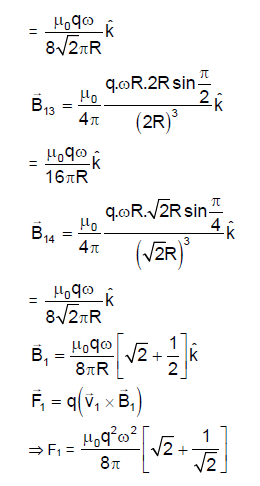 = μ₀qω / (8√2πR) k̂
B⃗₁₃ = μ₀/4π · q.ωR.2R sin π/2 / (2R)³ k̂
= μ₀qω / (16πR) k̂
B⃗₁₄ = μ₀/4π · q.ωR.√2R sin π/4 / (√2R)³ k̂
= μ₀qω / (8√2πR) k̂
B⃗₁ = μ₀qω / (8πR) [√2 + 1/2] k̂
F⃗₁ = q(v⃗₁ × B⃗₁)
⇒ F₁ = μ₀q²ω² / 8π [√2 + 1/√2]